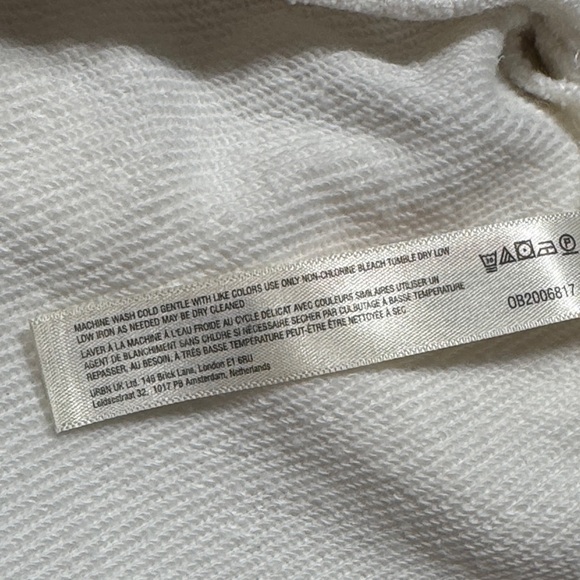 MACHINE WASH COLD GENTLE WITH LIKE COLORS USE ONLY NON-CHLORINE BLEACH TUMBLE DRY LOW
LOW IRON AS NEEDED MAY BE DRY CLEANED
LAVER À LA MACHINE À L'EAU FROIDE AU CYCLE DÉLICAT AVEC COULEURS SIMILAIRES UTILISER UN
AGENT DE BLANCHIMENT SANS CHLORE SI NÉCESSAIRE SÉCHER PAR CULBUTAGE À BASSE TEMPÉRATURE
REPASSER, AU BESOIN, À TRÈS BASSE TEMPÉRATURE PEUT-ÊTRE ÊTRE NETTOYÉ À SEC
URBN UK Ltd. 149 Brick Lane, London E1 6RU
Leidsestraat 32, 1017 PB Amsterdam, Netherlands
30 P
OB2006817